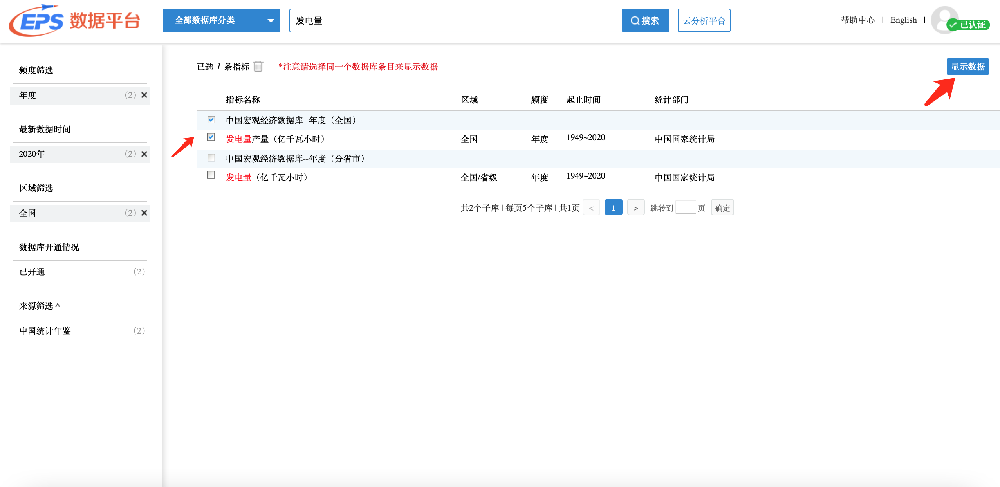 EPS 数据平台
全部数据库分类
发电量
搜索
云分析平台
帮助中心 | English |
已认证
频度筛选
年度 (2) ×
最新数据时间
2020年 (2) ×
区域筛选
全国 (2) ×
数据库开通情况
已开通 (2)
来源筛选 ^
中国统计年鉴 (2)
已选 1 条指标 *注意请选择同一个数据库条目来显示数据
显示数据
指标名称 区域 频度 起止时间 统计部门
中国宏观经济数据库--年度（全国）
发电量产量（亿千瓦小时） 全国 年度 1949~2020 中国国家统计局
中国宏观经济数据库--年度（分省市）
发电量（亿千瓦小时） 全国/省级 年度 1949~2020 中国国家统计局
共2个子库 | 每页5个子库 | 共1页 < 1 > 跳转到 页 确定